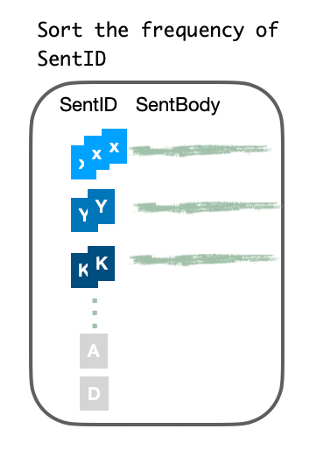 Sort the frequency of
SentID
SentID SentBody
x x x
Y Y
K K
A
D